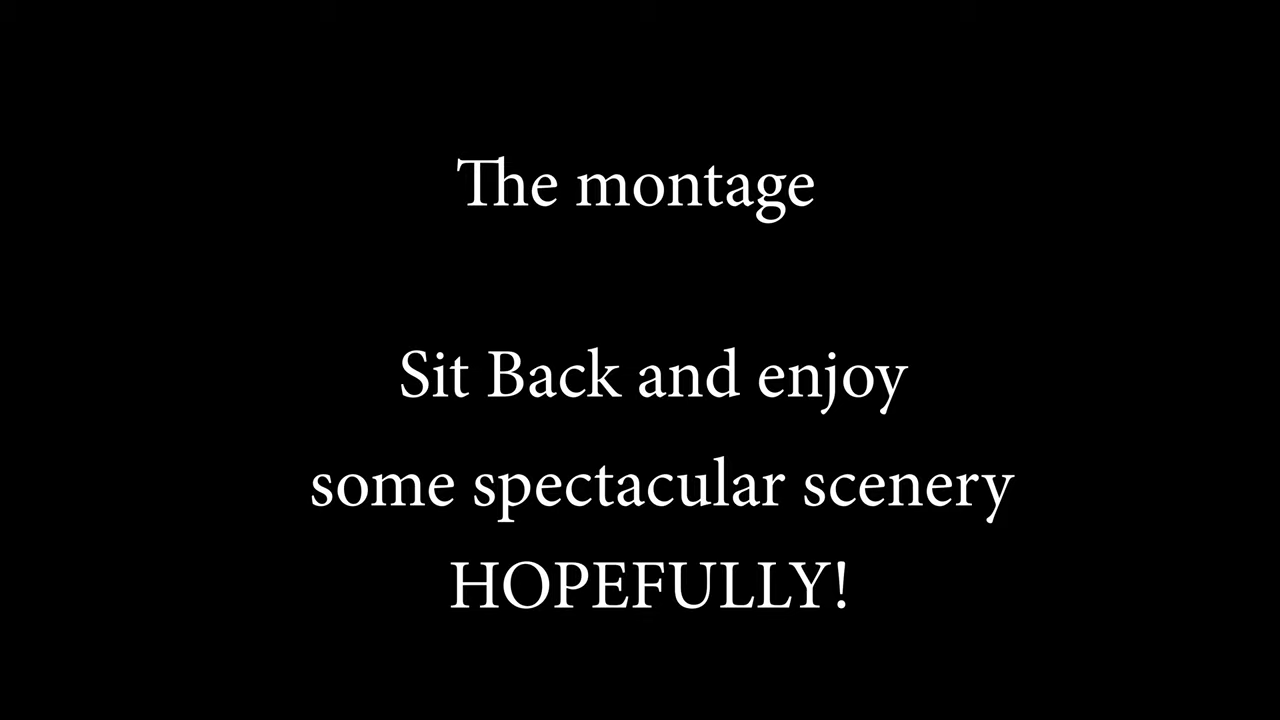 The montage
Sit Back and enjoy
some spectacular scenery
HOPEFULLY!